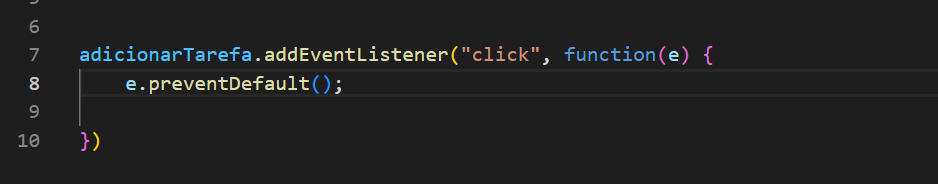 6
7 adicionarTarefa.addEventListener("click", function(e) {
8 e.preventDefault();
9
10 })